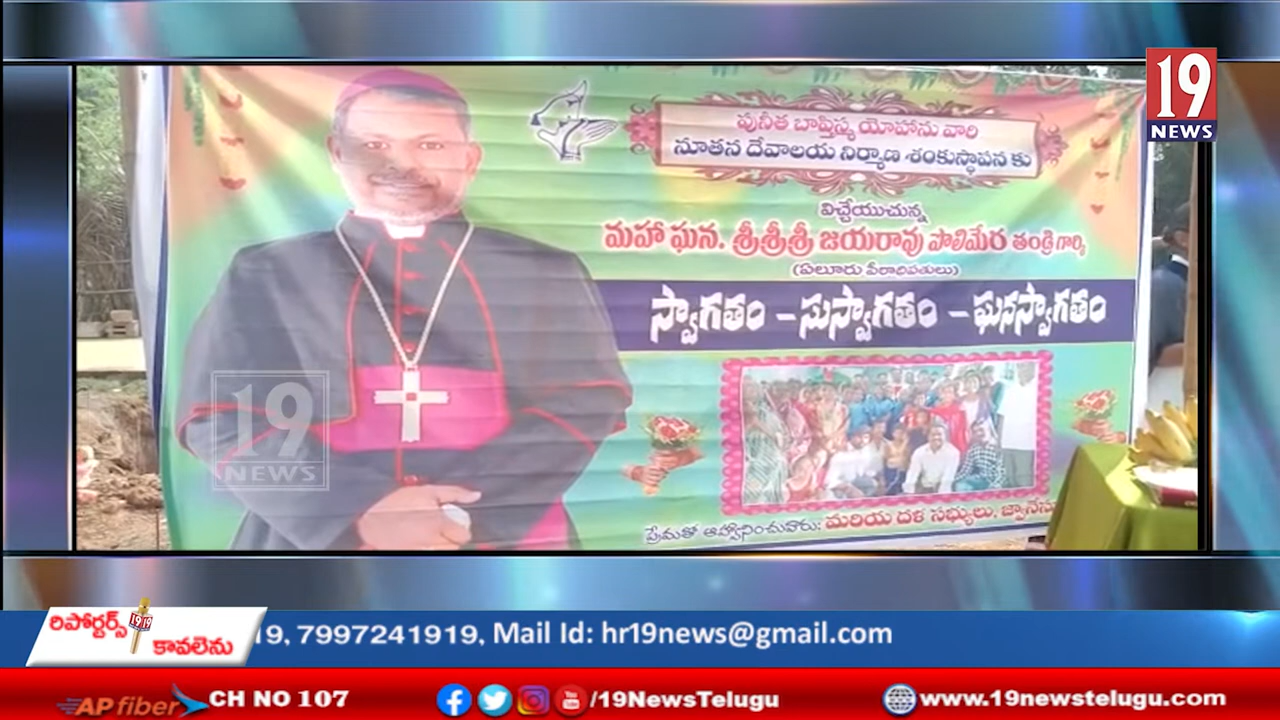 19
NEWS
పునీత బాప్తిస్మ యోహాను వారి
నూతన దేవాలయ నిర్మాణ శంకుస్థాపన కు
విచ్చేయుచున్న
మహా ఘన. శ్రీశ్రీశ్రీ జయరావు పొలిమేర తండ్రి గార్కి
(ఏలూరు పీఠాధిపతులు)
స్వాగతం – సుస్వాగతం – ఘనస్వాగతం
19
NEWS
ప్రేమతో ఆహ్వానించువారు: మరియ దళ సభ్యులు,
రిపోర్టర్స్ 19 19
కావలెను
19, 7997241919, Mail Id: hr19news@gmail.com
AP fiber CH NO 107
/19NewsTelugu
www.19newstelugu.com